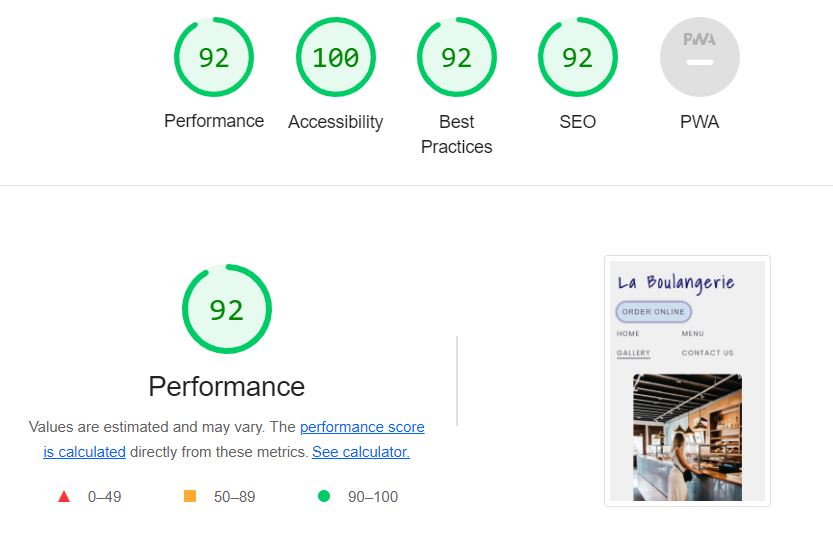 92
100
92
92
PWA
Performance
Accessibility
Best
Practices
SEO
PWA
92
Performance
Values are estimated and may vary. The performance score
is calculated directly from these metrics. See calculator.
0–49
50–89
90–100
La Boulangerie
ORDER ONLINE
HOME
MENU
GALLERY
CONTACT US